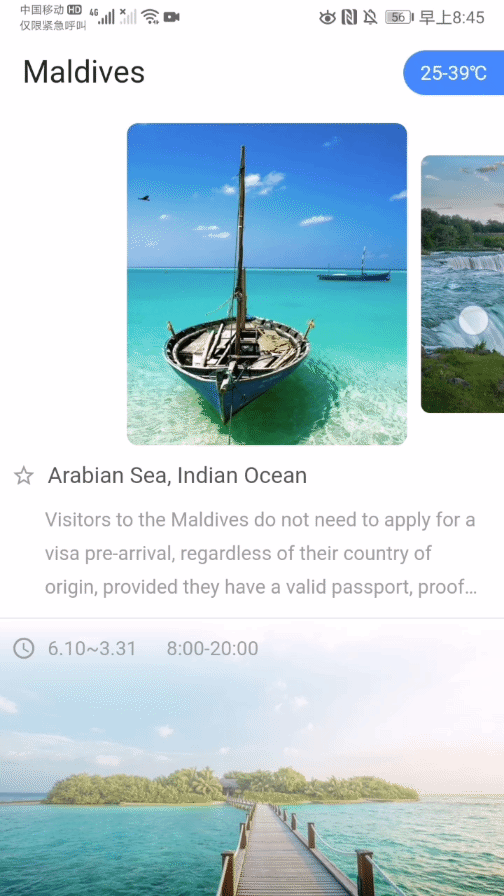 中国移动 HD 4G 56 早上8:45
仅限紧急呼叫
Maldives
25-39℃
Arabian Sea, Indian Ocean
Visitors to the Maldives do not need to apply for a
visa pre-arrival, regardless of their country of
origin, provided they have a valid passport, proof...
6.10~3.31 8:00-20:00